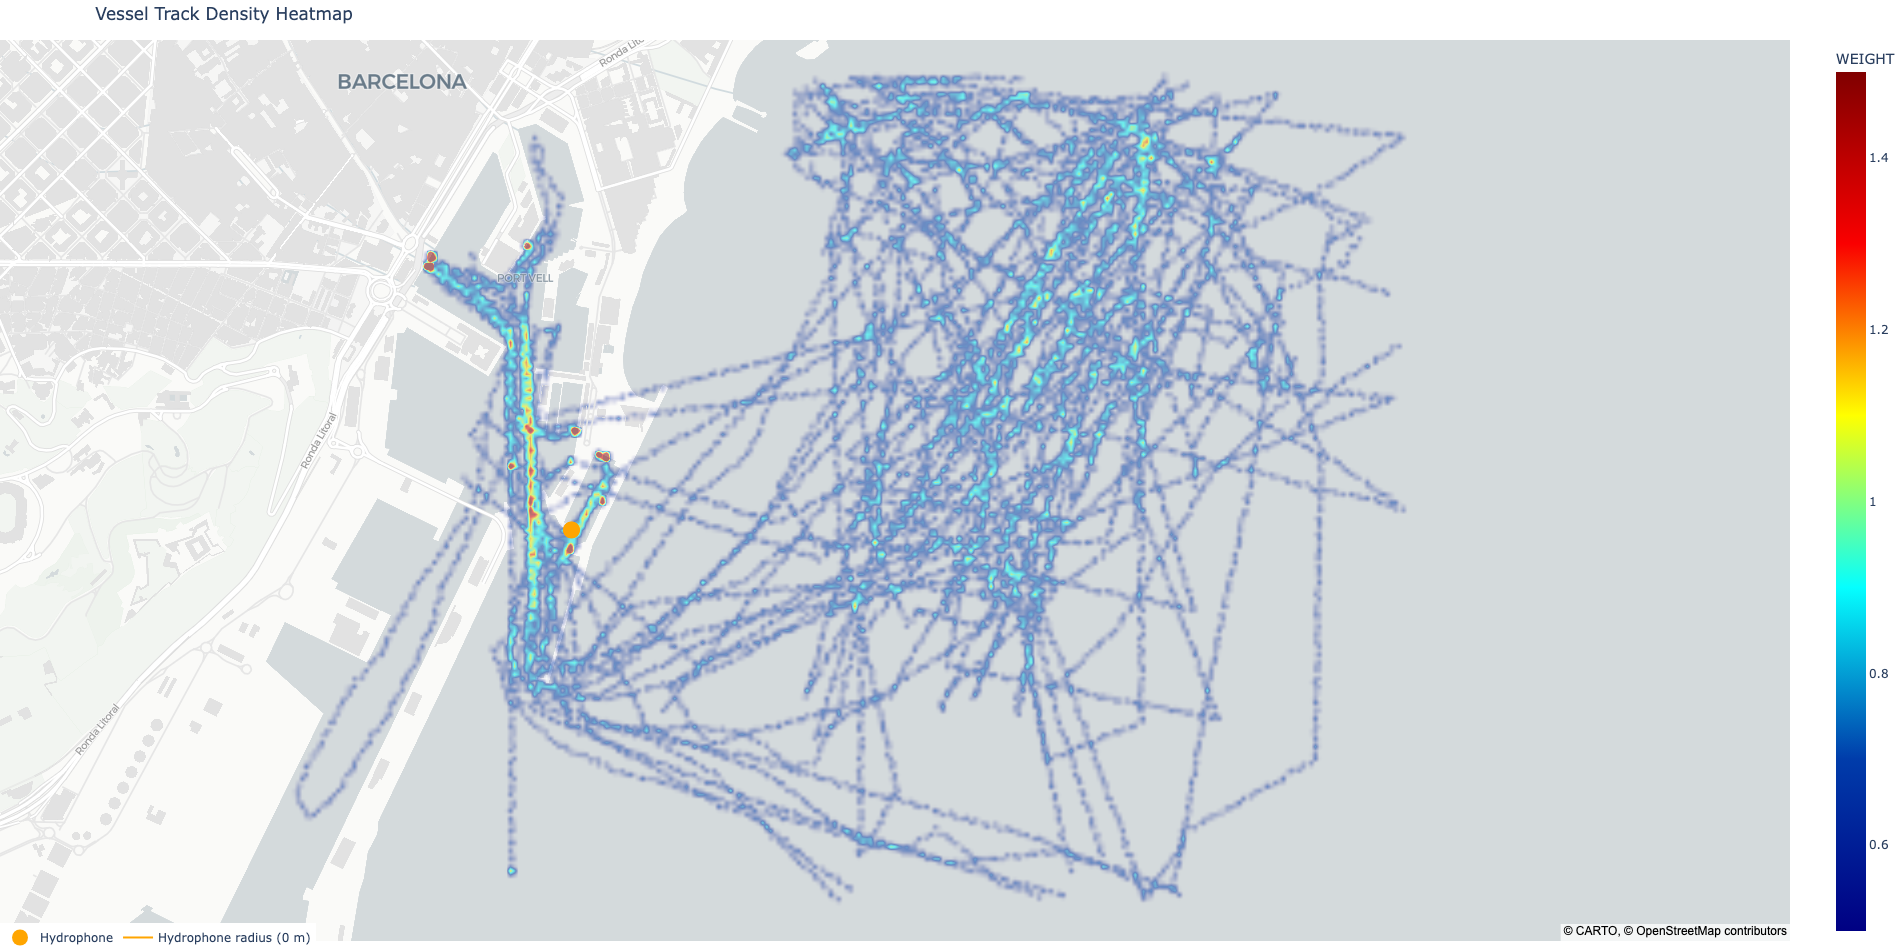 Vessel Track Density Heatmap
WEIGHT
Ronda Lito
BARCELONA
1.4
PORT VELL
1.2
Ronda Litoral
1
0.8
Ronda Litoral
0.6
© CARTO, © OpenStreetMap contributors
Hydrophone
Hydrophone radius (0 m)